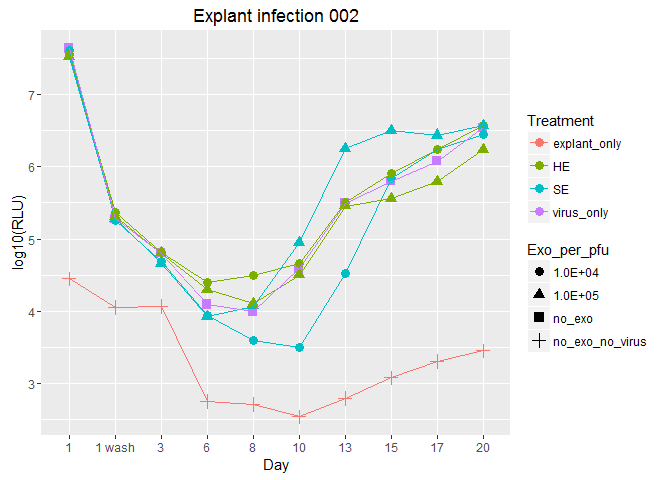 Explant infection 002
log10(RLU)
7
6
5
4
3
1 1 wash 3 6 8 10 13 15 17 20
Day
Treatment
explant_only
HE
SE
virus_only
Exo_per_pfu
1.0E+04
1.0E+05
no_exo
no_exo_no_virus